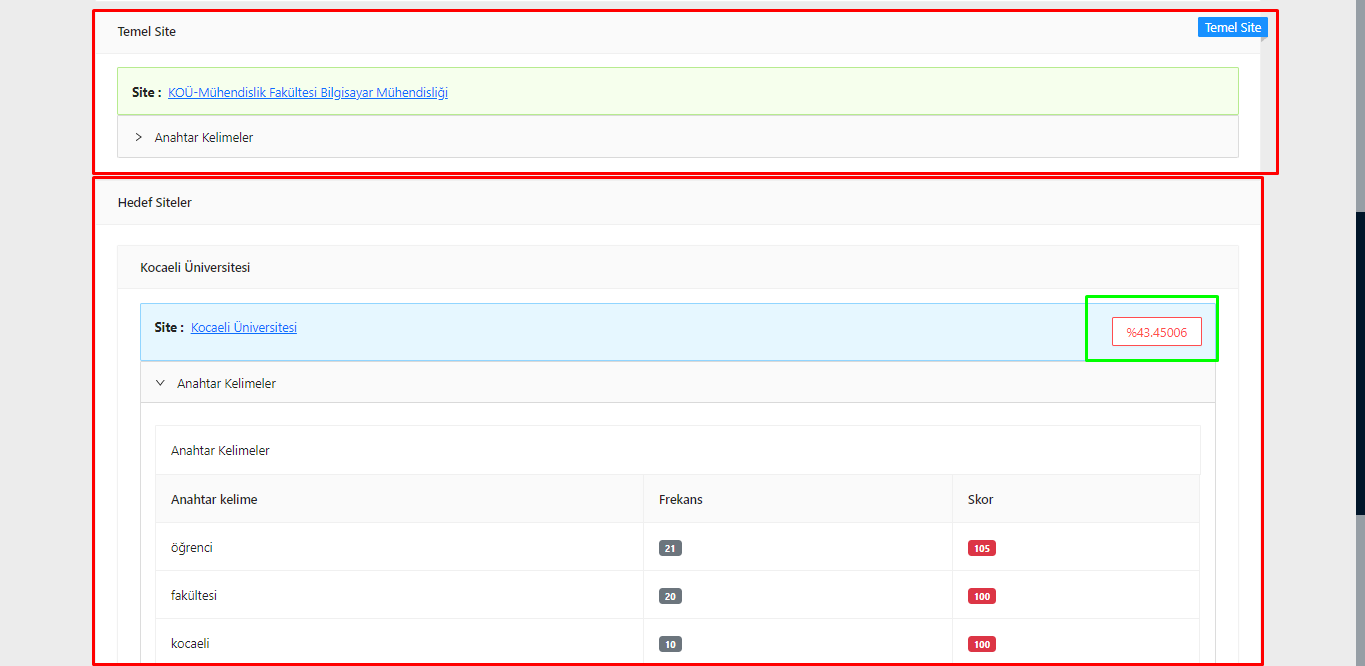 Temel Site
Temel Site
Site : KOÜ-Mühendislik Fakültesi Bilgisayar Mühendisliği
Anahtar Kelimeler
Hedef Siteler
Kocaeli Üniversitesi
Site : Kocaeli Üniversitesi
%43.45006
Anahtar Kelimeler
Anahtar Kelimeler
Anahtar kelime Frekans Skor
öğrenci 21 105
fakültesi 20 100
kocaeli 10 100